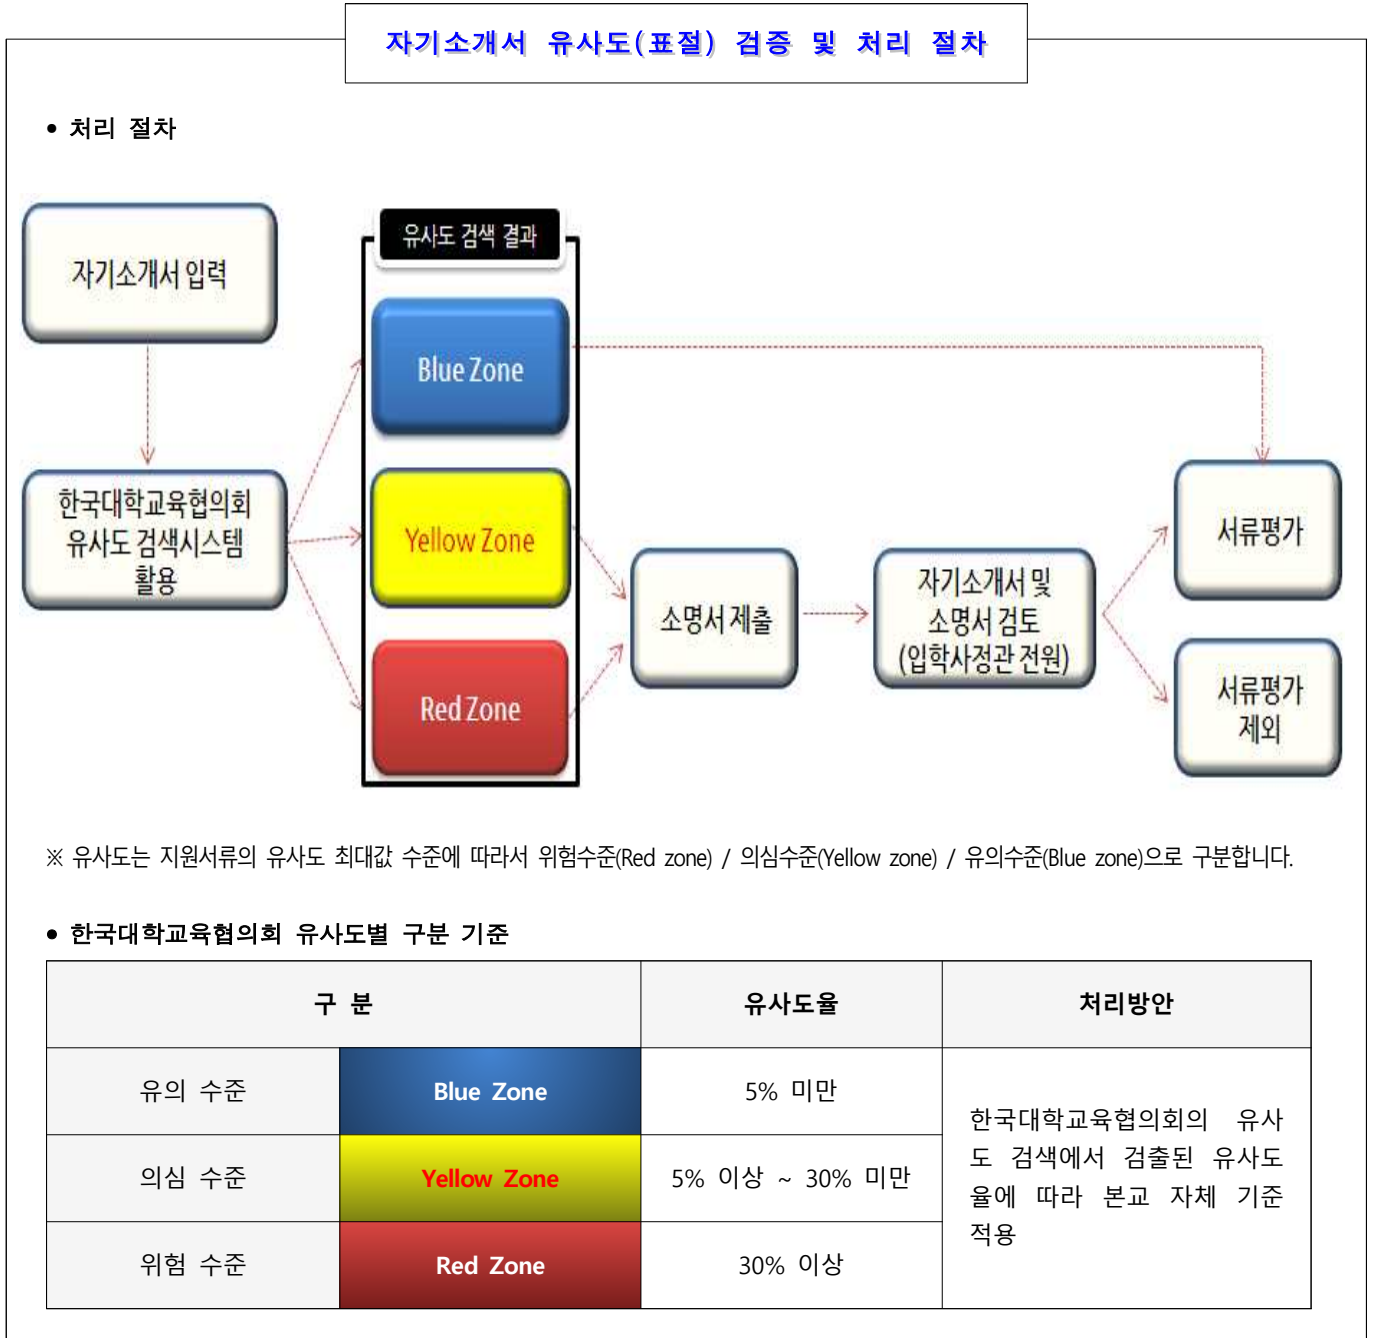 자기소개서 유사도(표절) 검증 및 처리 절차
• 처리 절차
자기소개서 입력
한국대학교육협의회
유사도 검색시스템
활용
유사도 검색 결과
Blue Zone
Yellow Zone
Red Zone
소명서 제출
자기소개서 및
소명서 검토
(입학사정관 전원)
서류평가
서류평가
제외
※ 유사도는 지원서류의 유사도 최대값 수준에 따라서 위험수준(Red zone) / 의심수준(Yellow zone) / 유의수준(Blue zone)으로 구분합니다.
• 한국대학교육협의회 유사도별 구분 기준
구 분
유사도율
처리방안
유의 수준
Blue Zone
5% 미만
의심 수준
Yellow Zone
5% 이상 ~ 30% 미만
위험 수준
Red Zone
30% 이상
한국대학교육협의회의 유사
도 검색에서 검출된 유사도
율에 따라 본교 자체 기준
적용